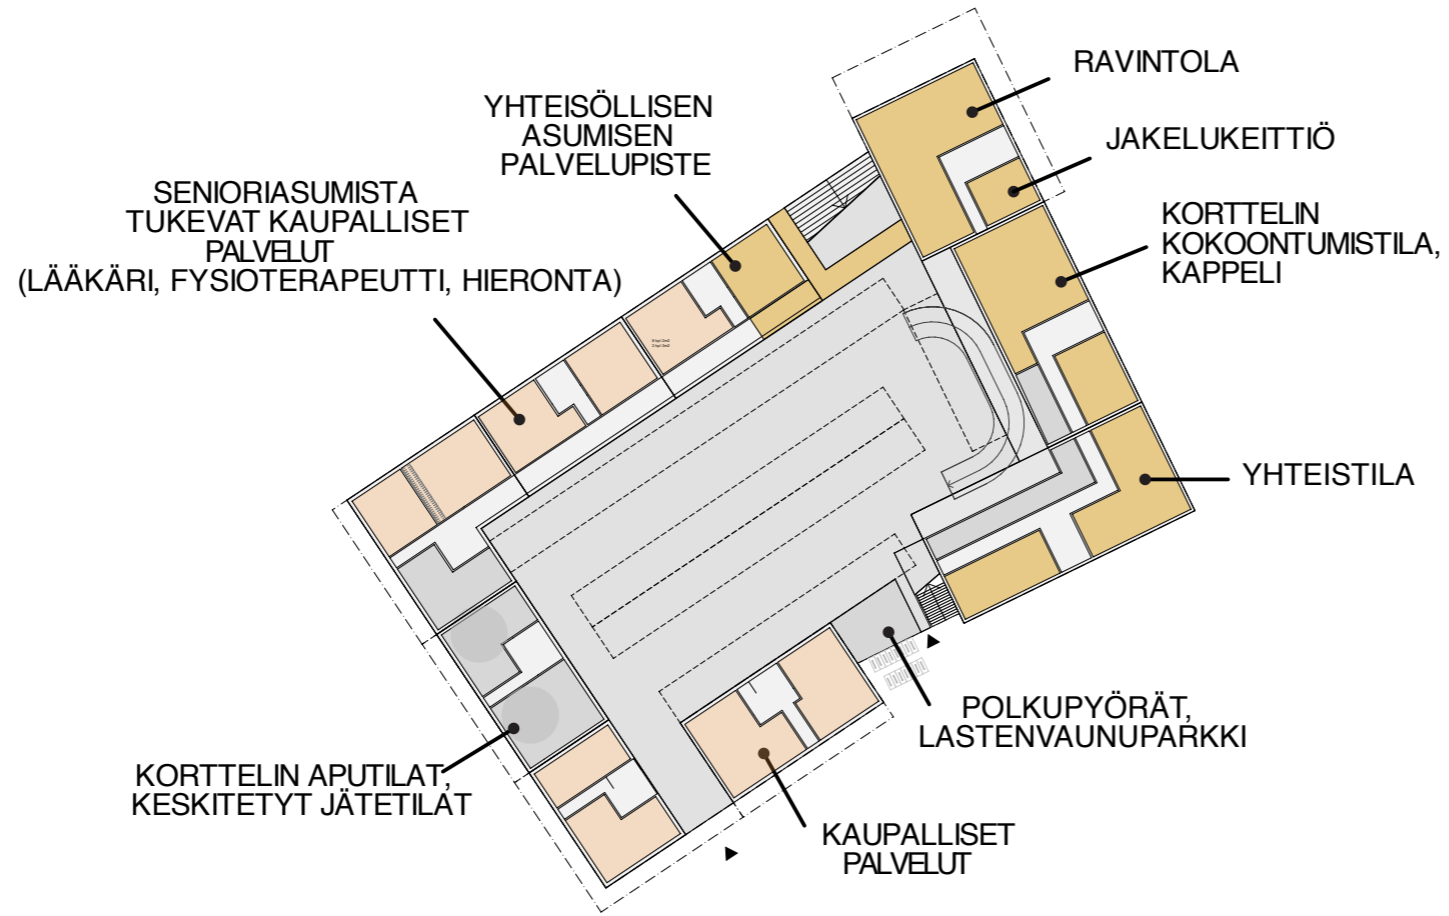 RAVINTOLA
JAKELUKEITTIÖ
YHTEISÖLLISEN
ASUMISEN
PALVELUPISTE
SENIORIASUMISTA
TUKEVAT KAUPALLISET
PALVELUT
(LÄÄKÄRI, FYSIOTERAPEUTTI, HIERONTA)
KORTTELIN
KOKOONTUMISTILA,
KAPPELI
YHTEISTILA
POLKUPYÖRÄT,
LASTENVAUNUPARKKI
KORTTELIN APUTILAT,
KESKITETYT JÄTETILAT
KAUPALLISET
PALVELUT